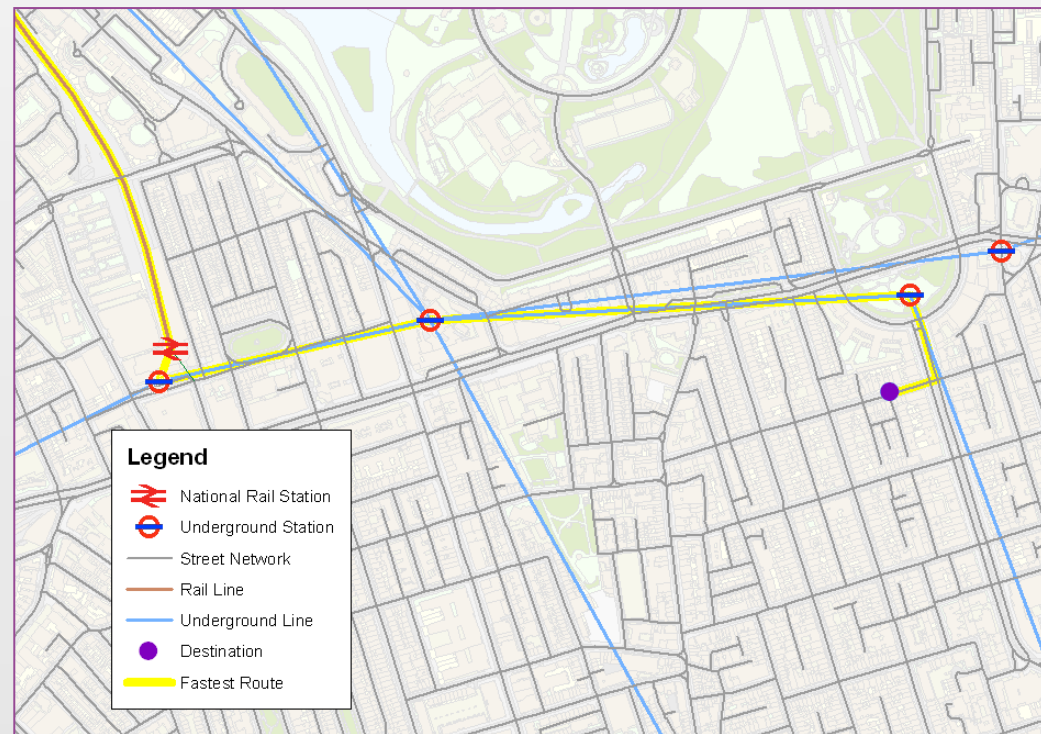 Legend
National Rail Station
Underground Station
Street Network
Rail Line
Underground Line
Destination
Fastest Route